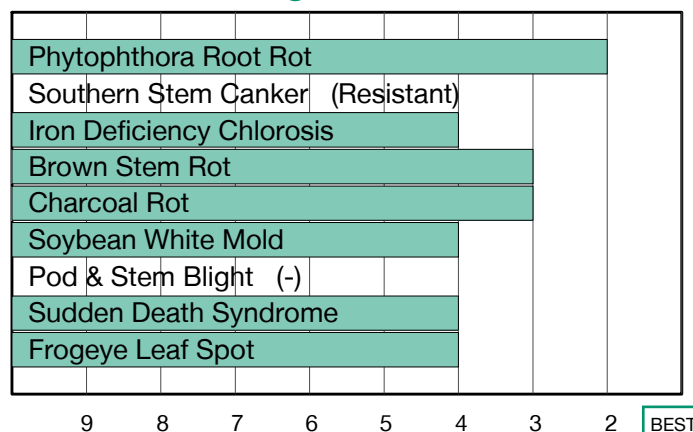 Phytophthora Root Rot
Southern Stem Canker (Resistant)
Iron Deficiency Chlorosis
Brown Stem Rot
Charcoal Rot
Soybean White Mold
Pod & Stem Blight (-)
Sudden Death Syndrome
Frogeye Leaf Spot
9 8 7 6 5 4 3 2 BEST